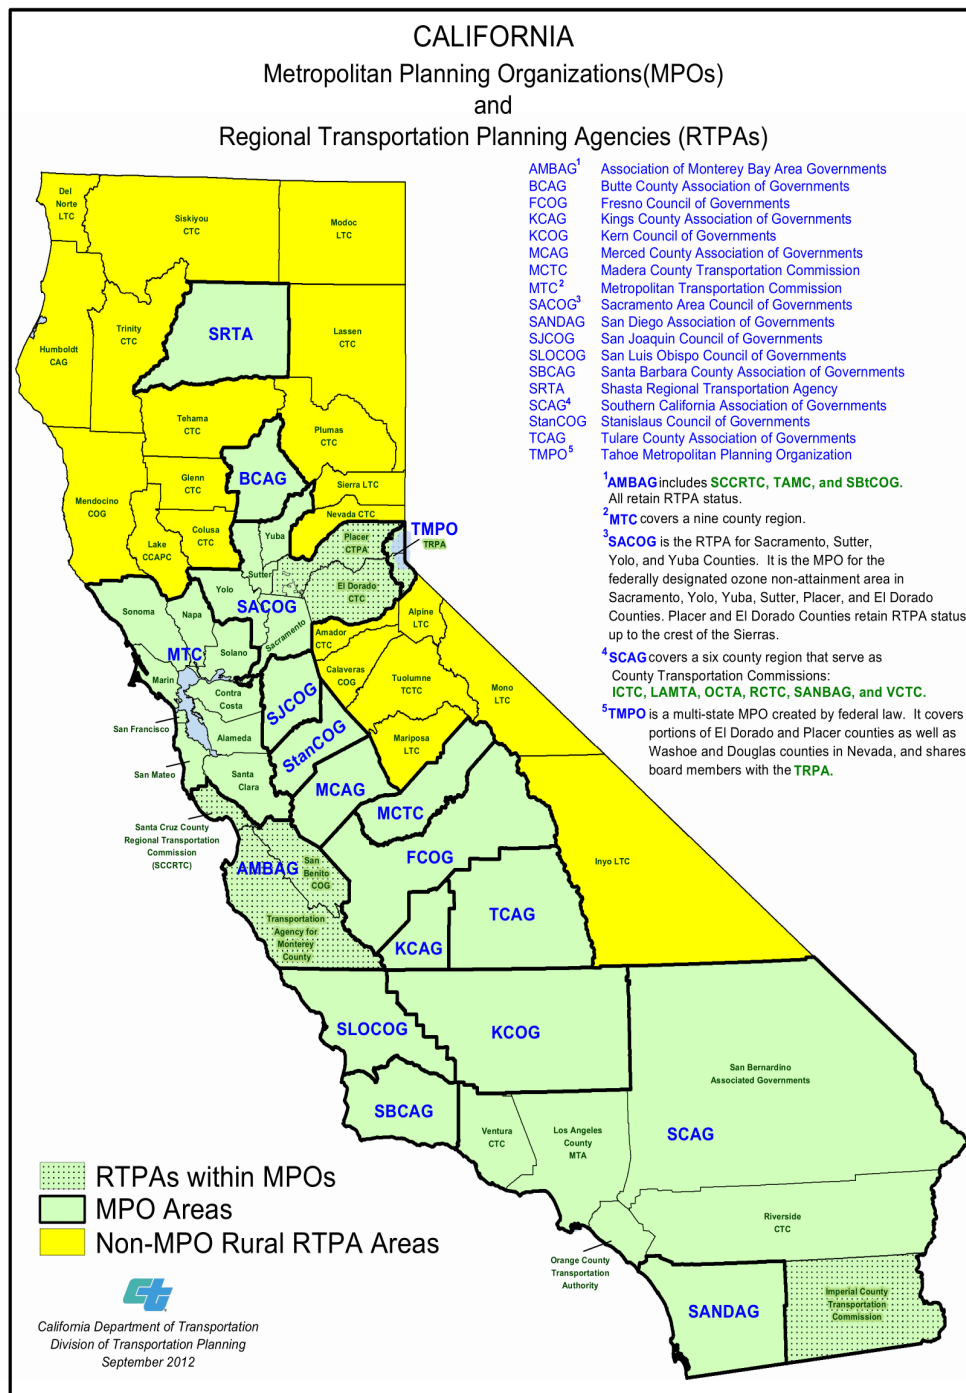 CALIFORNIA
Metropolitan Planning Organizations(MPOs)
and
Regional Transportation Planning Agencies (RTPAs)
AMBAG1 Association of Monterey Bay Area Governments
BCAG Butte County Association of Governments
FCOG Fresno Council of Governments
KCAG Kings County Association of Governments
KCOG Kern Council of Governments
MCAG Merced County Association of Governments
MCTC Madera County Transportation Commission
MTC2 Metropolitan Transportation Commission
SACOG3 Sacramento Area Council of Governments
SANDAG San Diego Association of Governments
SJCOG San Joaquin Council of Governments
SLOCOG San Luis Obispo Council of Governments
SBCAG Santa Barbara County Association of Governments
SRTA Shasta Regional Transportation Agency
SCAG4 Southern California Association of Governments
StanCOG Stanislaus Council of Governments
TCAG Tulare County Association of Governments
TMPO5 Tahoe Metropolitan Planning Organization
1AMBAG includes SCCRTC, TAMC, and SBtCOG.
All retain RTPA status.
2MTC covers a nine county region.
3SACOG is the RTPA for Sacramento, Sutter,
Yolo, and Yuba Counties. It is the MPO for the
federally designated ozone non-attainment area in
Sacramento, Yolo, Yuba, Sutter, Placer, and El Dorado
Counties. Placer and El Dorado Counties retain RTPA status
up to the crest of the Sierras.
4SCAG covers a six county region that serve as
County Transportation Commissions:
ICTC, LAMTA, OCTA, RCTC, SANBAG, and VCTC.
5TMPO is a multi-state MPO created by federal law. It covers
portions of El Dorado and Placer counties as well as
Washoe and Douglas counties in Nevada, and shares
board members with the TRPA.
Del
Norte
LTC
Siskiyou
CTC
Modoc
LTC
Humboldt
CAG
Trinity
CTC
SRTA
Lassen
CTC
Tehama
CTC
Plumas
CTC
BCAG
Glenn
CTC
Mendocino
COG
Sierra LTC
Nevada CTC
Lake
CCAPC
Colusa
CTC
Yuba
Placer
CTPA
TMPO
TRPA
Sutter
El Dorado
CTC
Yolo
SACOG
Sacramento
Sonoma
Napa
Solano
MTC
Marin
Contra
Costa
San Francisco
Alameda
San Mateo
Santa
Clara
Amador
CTC
Alpine
LTC
Calaveras
COG
Tuolumne
TCTC
Mono
LTC
Mariposa
LTC
SJCOG
StanCOG
MCAG
MCTC
FCOG
Inyo LTC
Santa Cruz County
Regional Transportation
Commission
(SCCRTC)
AMBAG
San
Benito
COG
Transportation
Agency for
Monterey
County
KCAG
TCAG
SLOCOG
KCOG
SBCAG
Ventura
CTC
Los Angeles
County
MTA
San Bernardino
Associated Governments
SCAG
Riverside
CTC
Orange County
Transportation
Authority
SANDAG
Imperial County
Transportation
Commission
RTPAs within MPOs
MPO Areas
Non-MPO Rural RTPA Areas
ct
California Department of Transportation
Division of Transportation Planning
September 2012